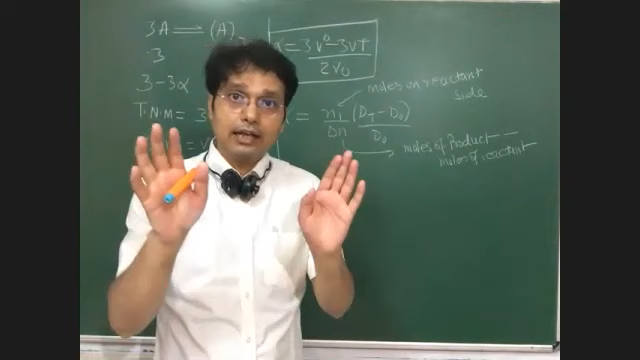 3A ⇌ (A)
= 3V⁰ - 3VT / 2V₀
.3
3 - 3α
moles on reactant side
T.N.M = 3
= n₁/Δn (D_T - D₀)/D₀
moles of Product -
moles of reactant